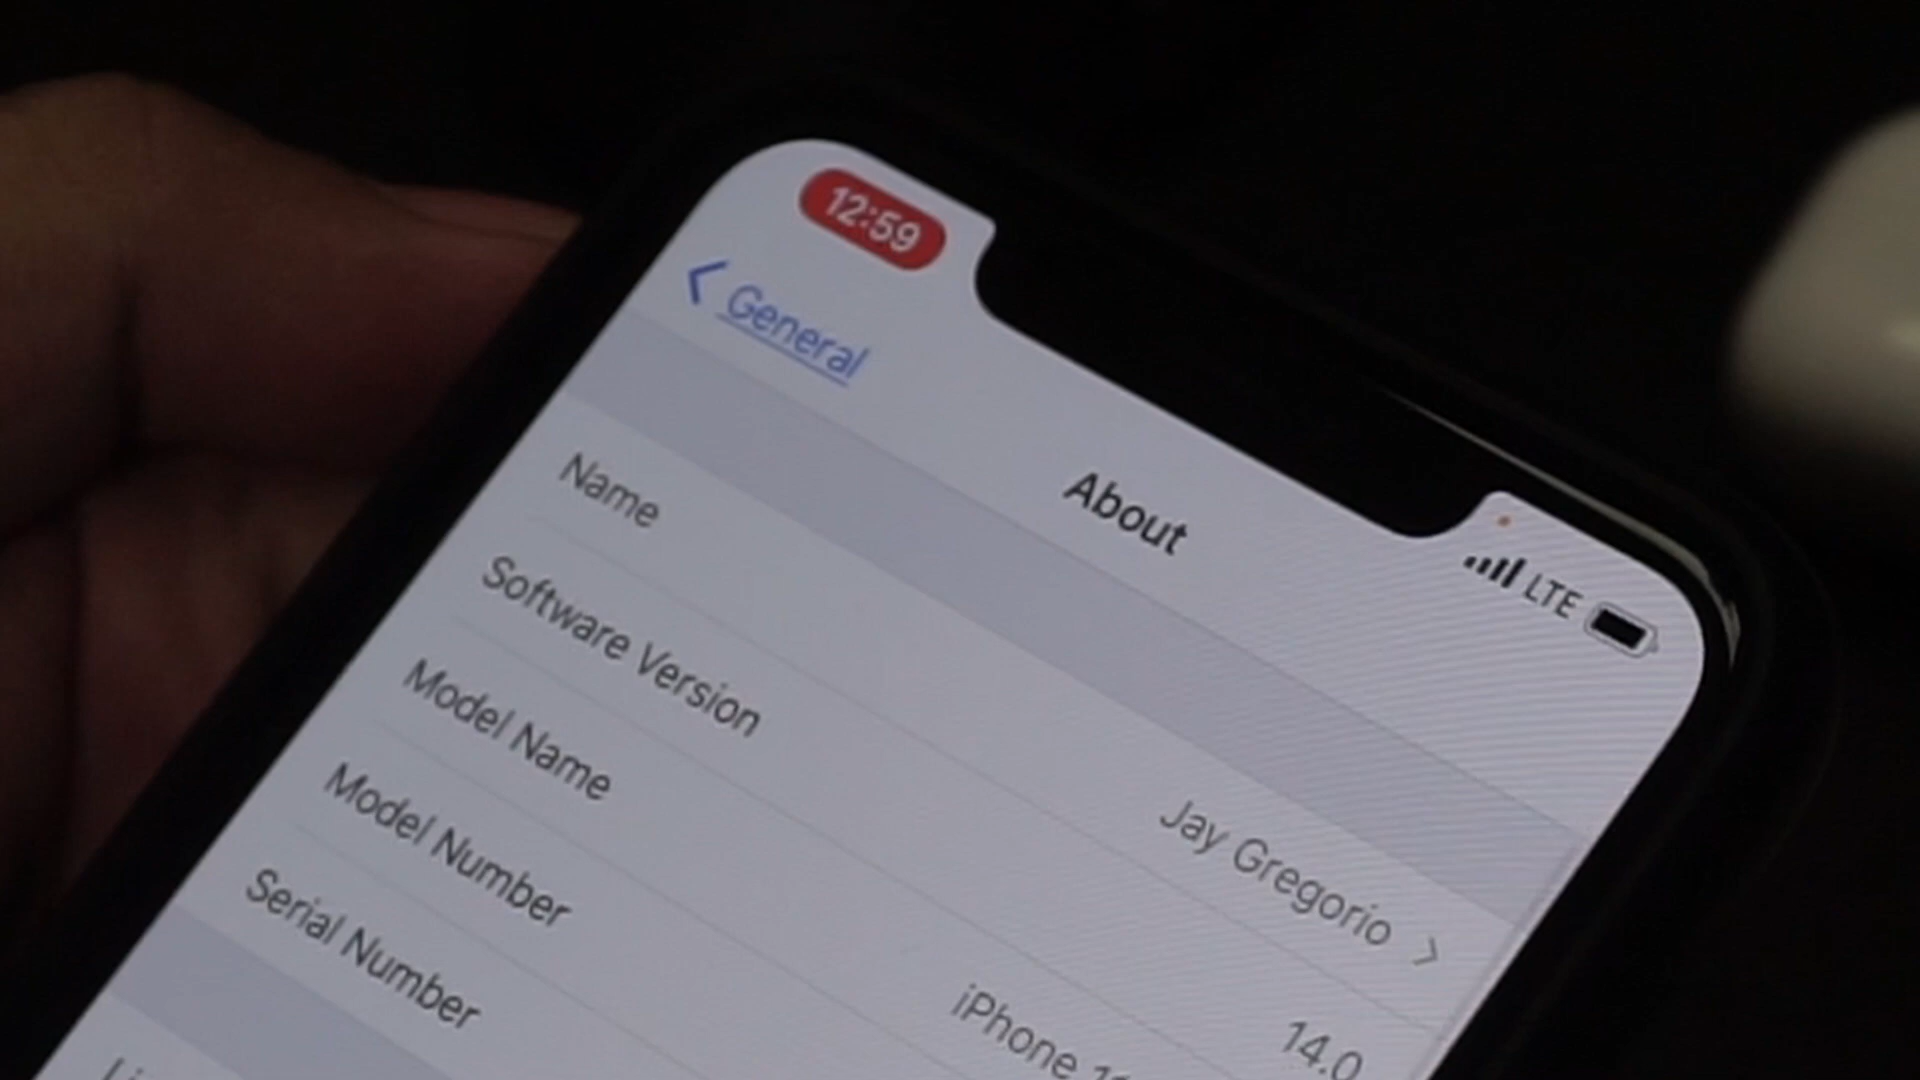 12:59
General
About
LTE
Name
Jay Gregorio
Software Version
14.0
Model Name
iPhone
Model Number
Serial Number